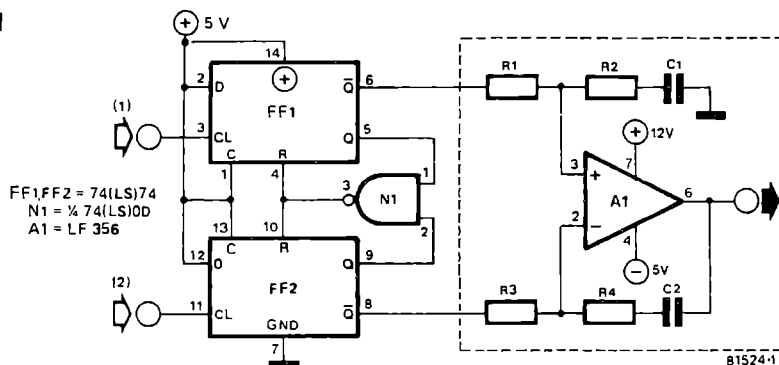 5 V
14
2
D
6
Q
FF1
(1)
3
CL
5
Q
C
R
1
4
3
1
N1
2
FF1,FF2 = 74(LS)74
N1 = ¼ 74(LS)00
A1 = LF 356
13
C
10
R
12
D
9
Q
FF2
(2)
11
CL
8
Q
GND
7
R1
R2
C1
12V
7
3
+
A1
6
2
−
4
5V
R3
R4
C2
81524-1